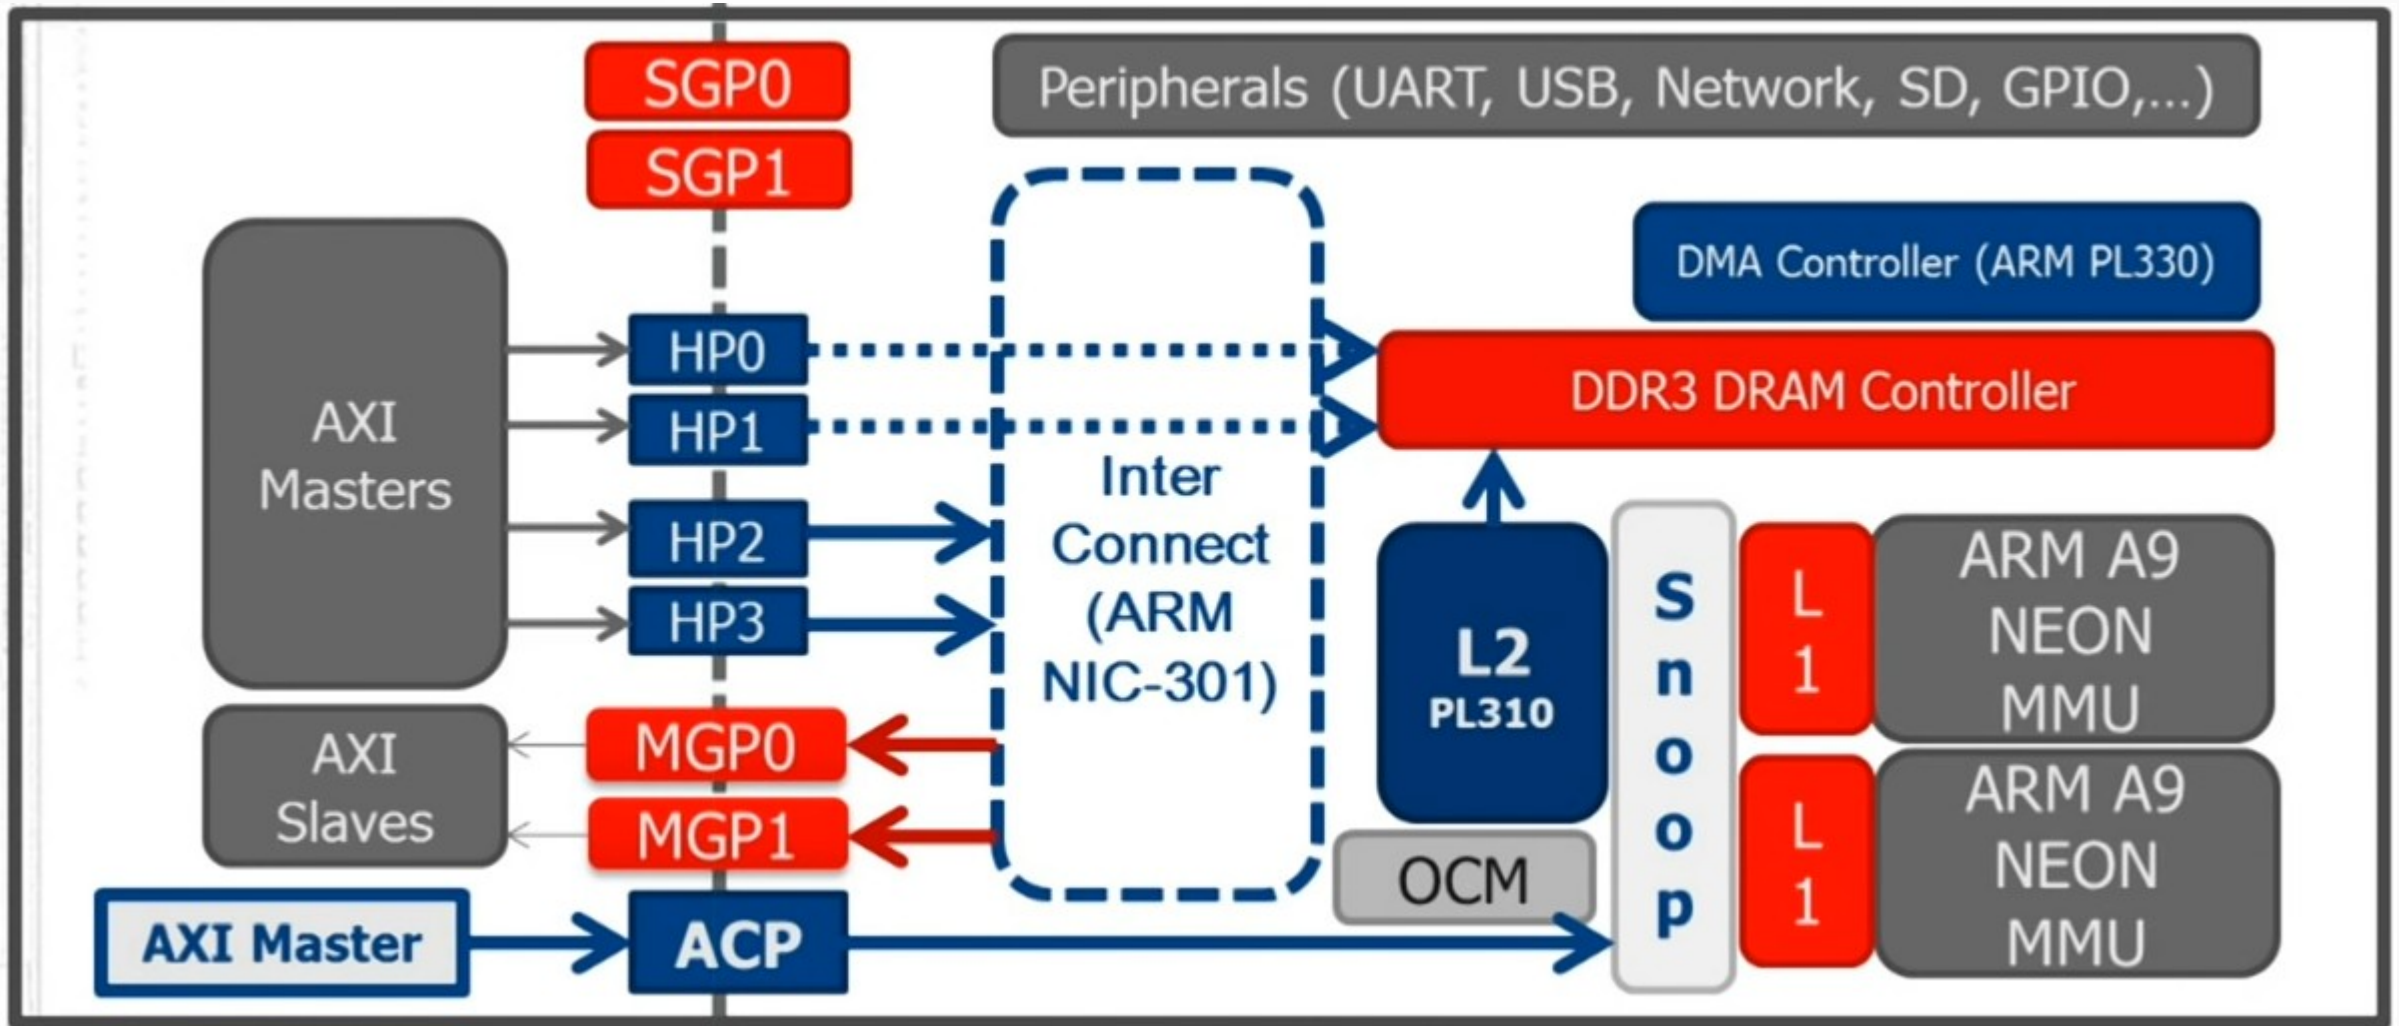 SGP0
SGP1
Peripherals (UART, USB, Network, SD, GPIO,...)
DMA Controller (ARM PL330)
AXI
Masters
HP0
HP1
HP2
HP3
Inter
Connect
(ARM
NIC-301)
DDR3 DRAM Controller
L2
PL310
S
n
o
o
p
L
1
ARM A9
NEON
MMU
L
1
ARM A9
NEON
MMU
AXI
Slaves
MGP0
MGP1
OCM
AXI Master
ACP